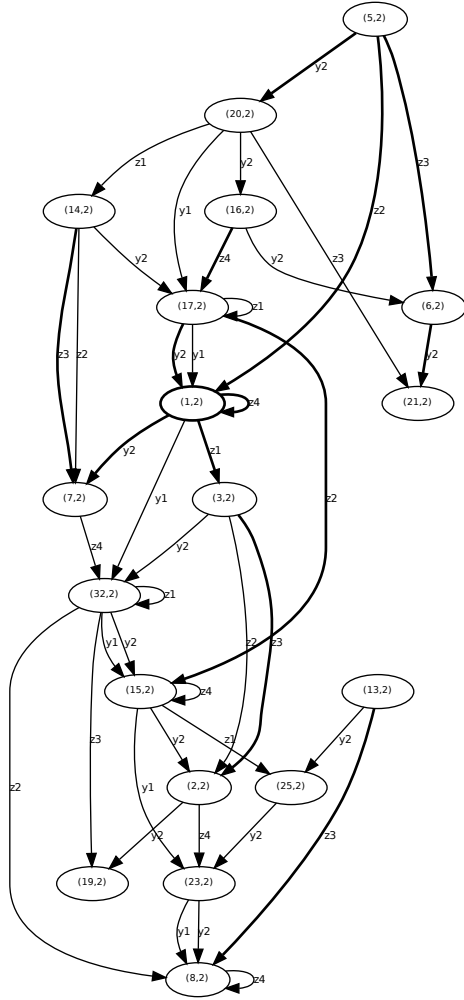 (5,2)
y2
(20,2)
z1
y2
z3
z2
(14,2)
y1
(16,2)
y2
z4
y2
z3
(17,2)
z1
(6,2)
z3
z2
y2
y1
y2
(1,2)
z4
(21,2)
y2
z1
z2
(7,2)
y1
(3,2)
z4
y2
(32,2)
z1
y1
y2
z2
z3
(15,2)
z4
(13,2)
z3
y2
z1
y2
z2
y1
(2,2)
(25,2)
y2
z4
y2
z3
(19,2)
(23,2)
y1
y2
(8,2)
z4